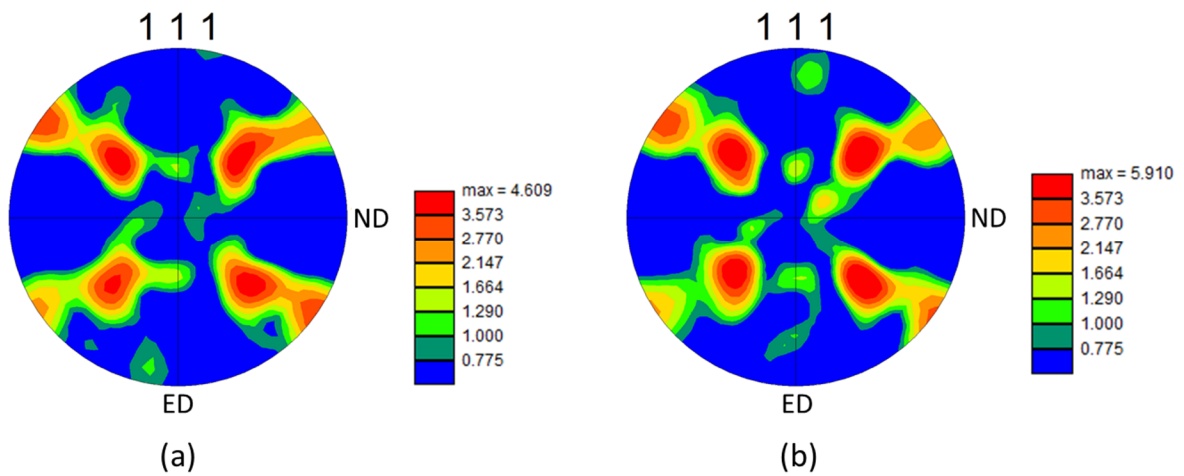 1 1 1
max = 4.609
3.573
2.770
2.147
1.664
1.290
1.000
0.775
ND
ED
(a)
1 1 1
max = 5.910
3.573
2.770
2.147
1.664
1.290
1.000
0.775
ND
ED
(b)